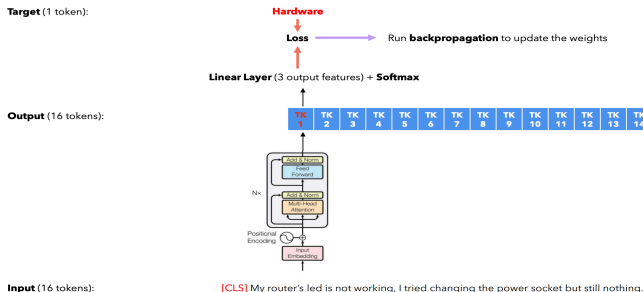 Target (1 token):
Hardware
Loss
Run backpropagation to update the weights
Linear Layer (3 output features) + Softmax
Output (16 tokens):
TK 1
TK 2
TK 3
TK 4
TK 5
TK 6
TK 7
TK 8
TK 9
TK 10
TK 11
TK 12
TK 13
TK 14
Add & Norm
Feed
Forward
N×
Add & Norm
Multi-Head
Attention
Positional
Encoding
Input
Embedding
Input (16 tokens):
[CLS] My router's led is not working, I tried changing the power socket but still nothing.